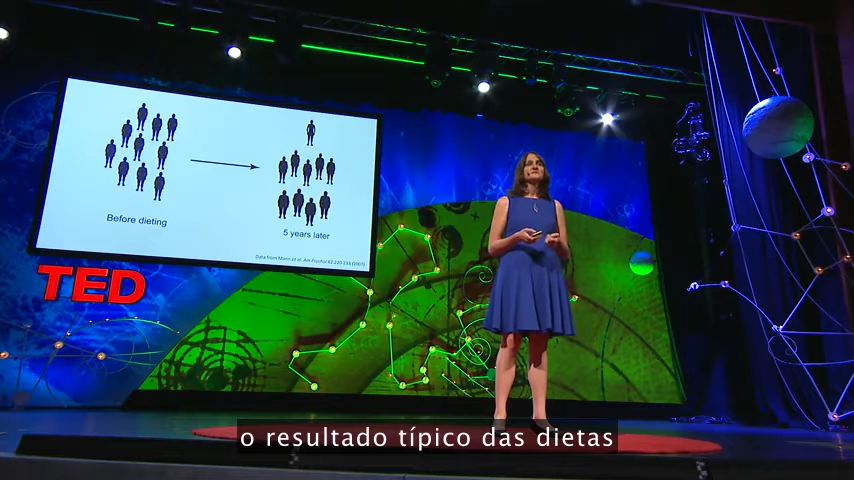 Before dieting
5 years later
Data from Mann et al. Am Psychol 62:220-233 (2007)
TED
o resultado típico das dietas